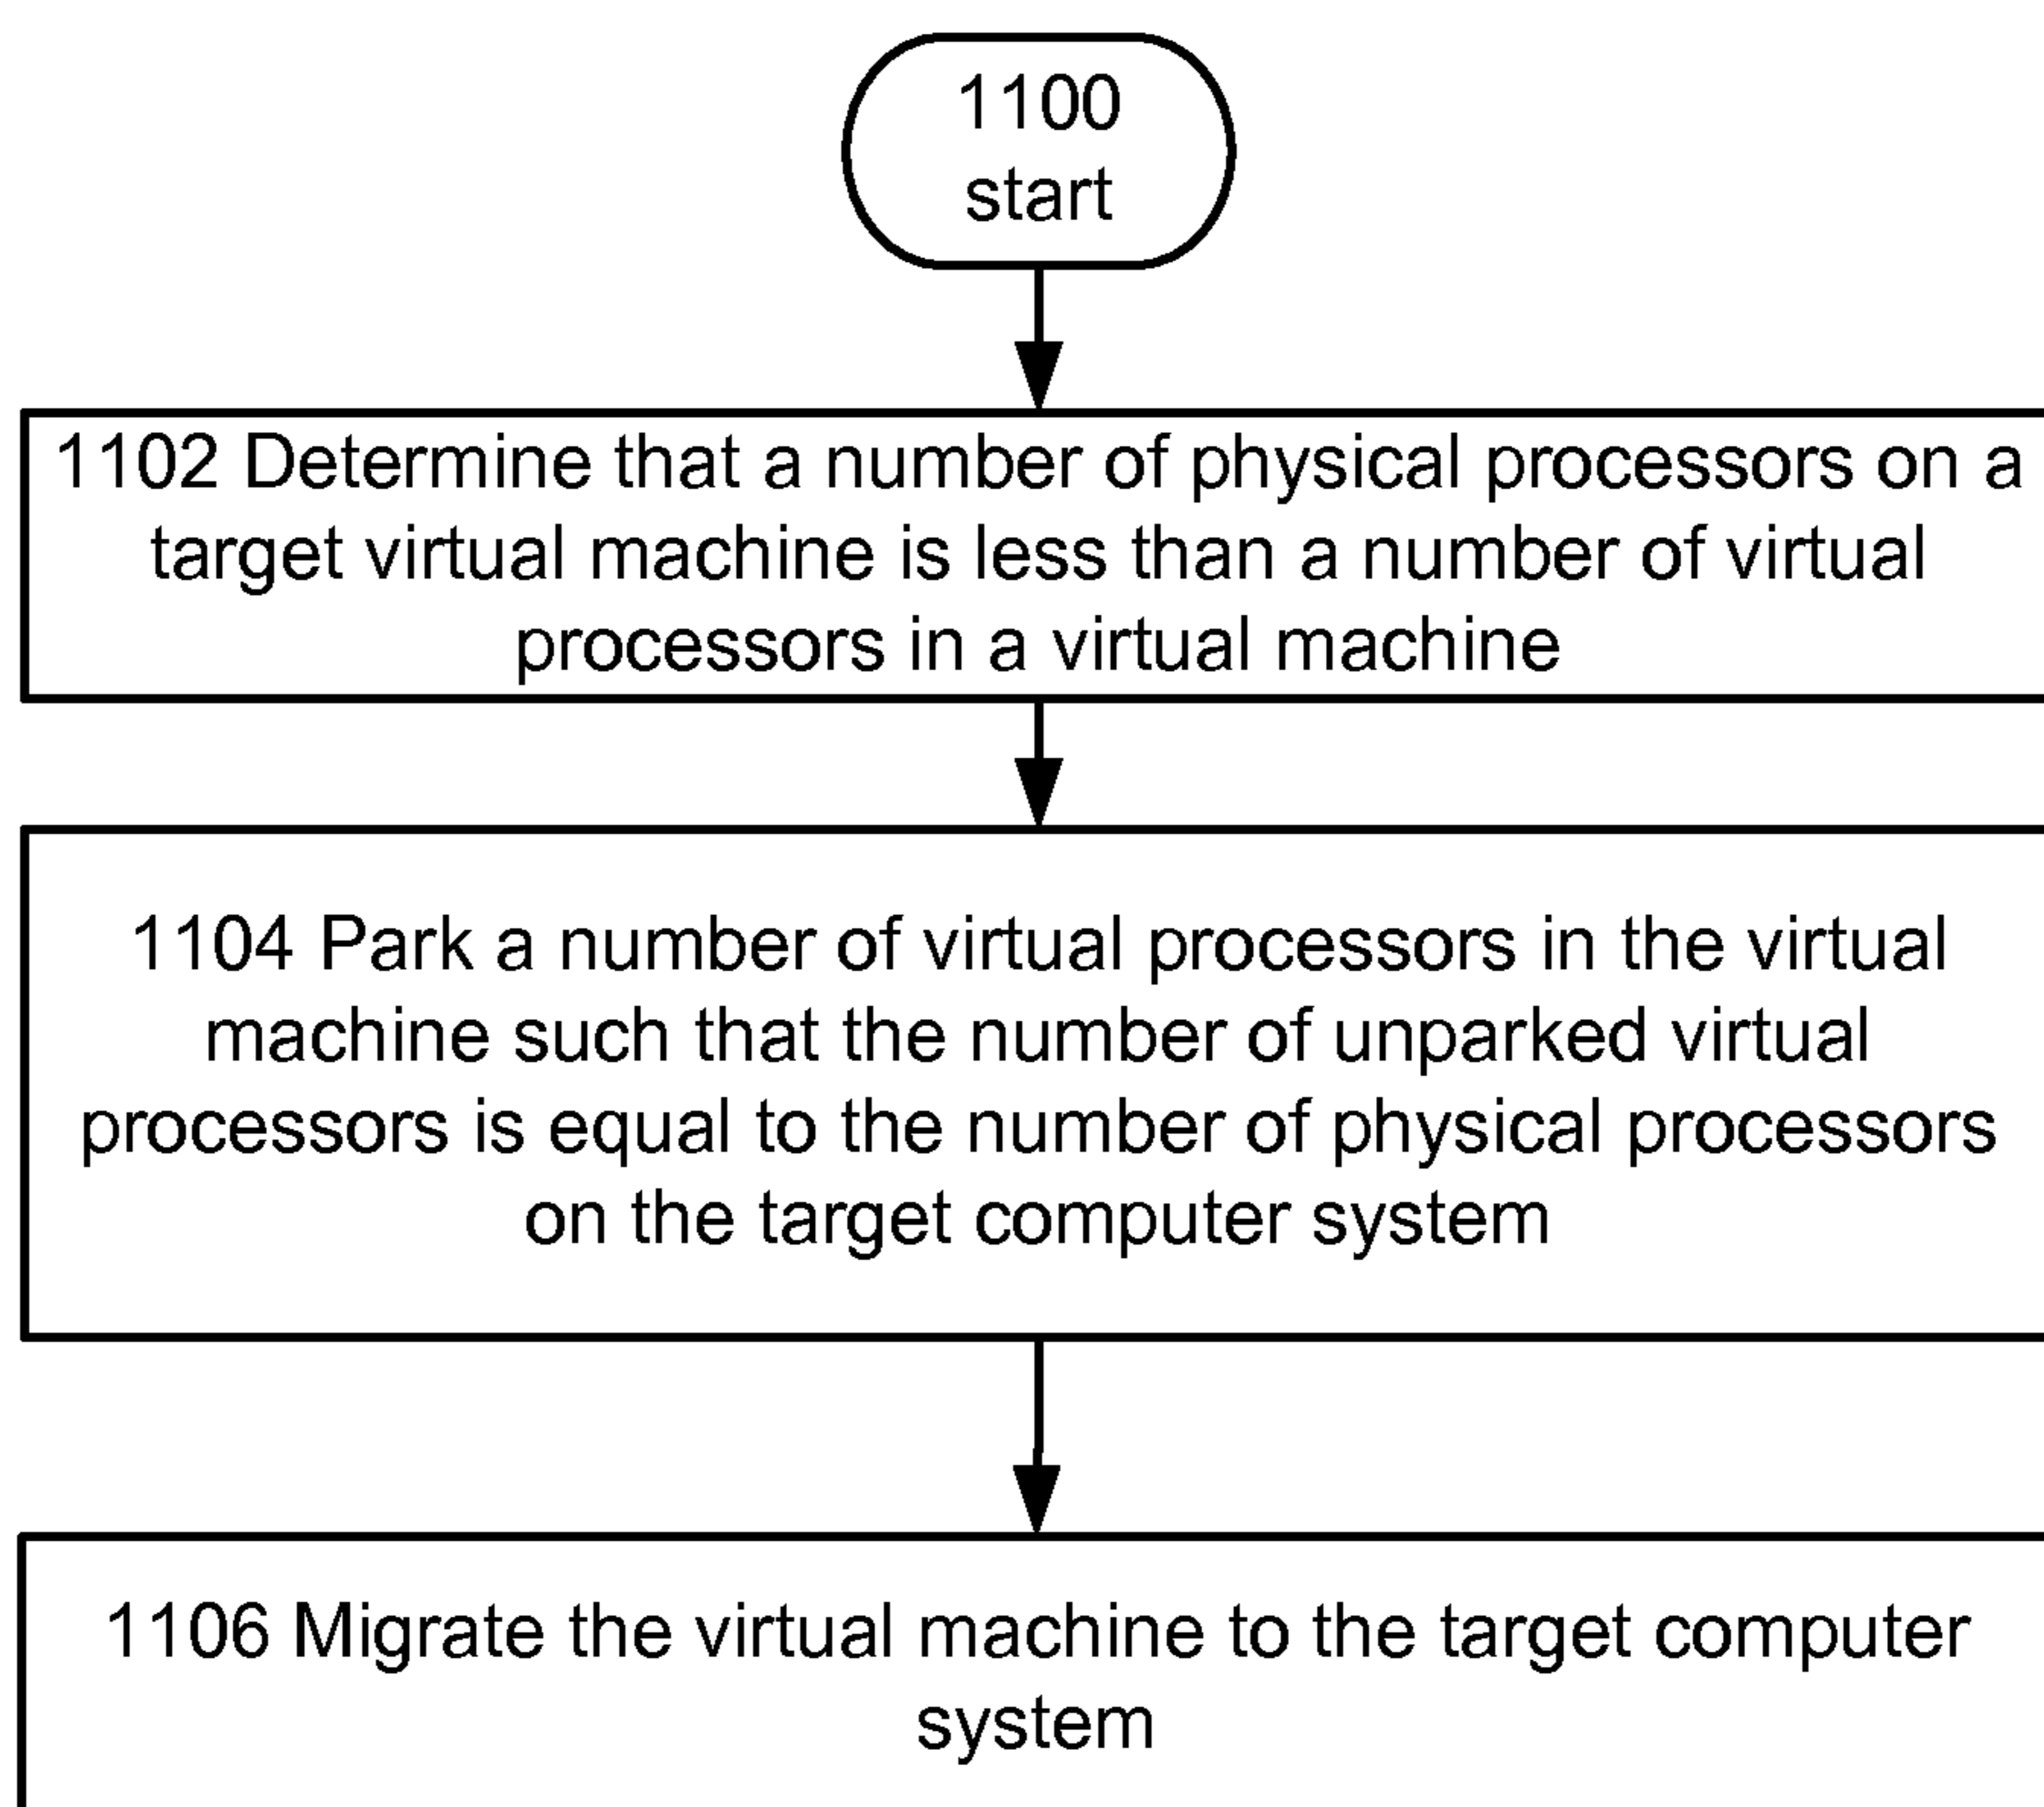 1100
start
1102 Determine that a number of physical processors on a
target virtual machine is less than a number of virtual
processors in a virtual machine
1104 Park a number of virtual processors in the virtual
machine such that the number of unparked virtual
processors is equal to the number of physical processors
on the target computer system
1106 Migrate the virtual machine to the target computer
system